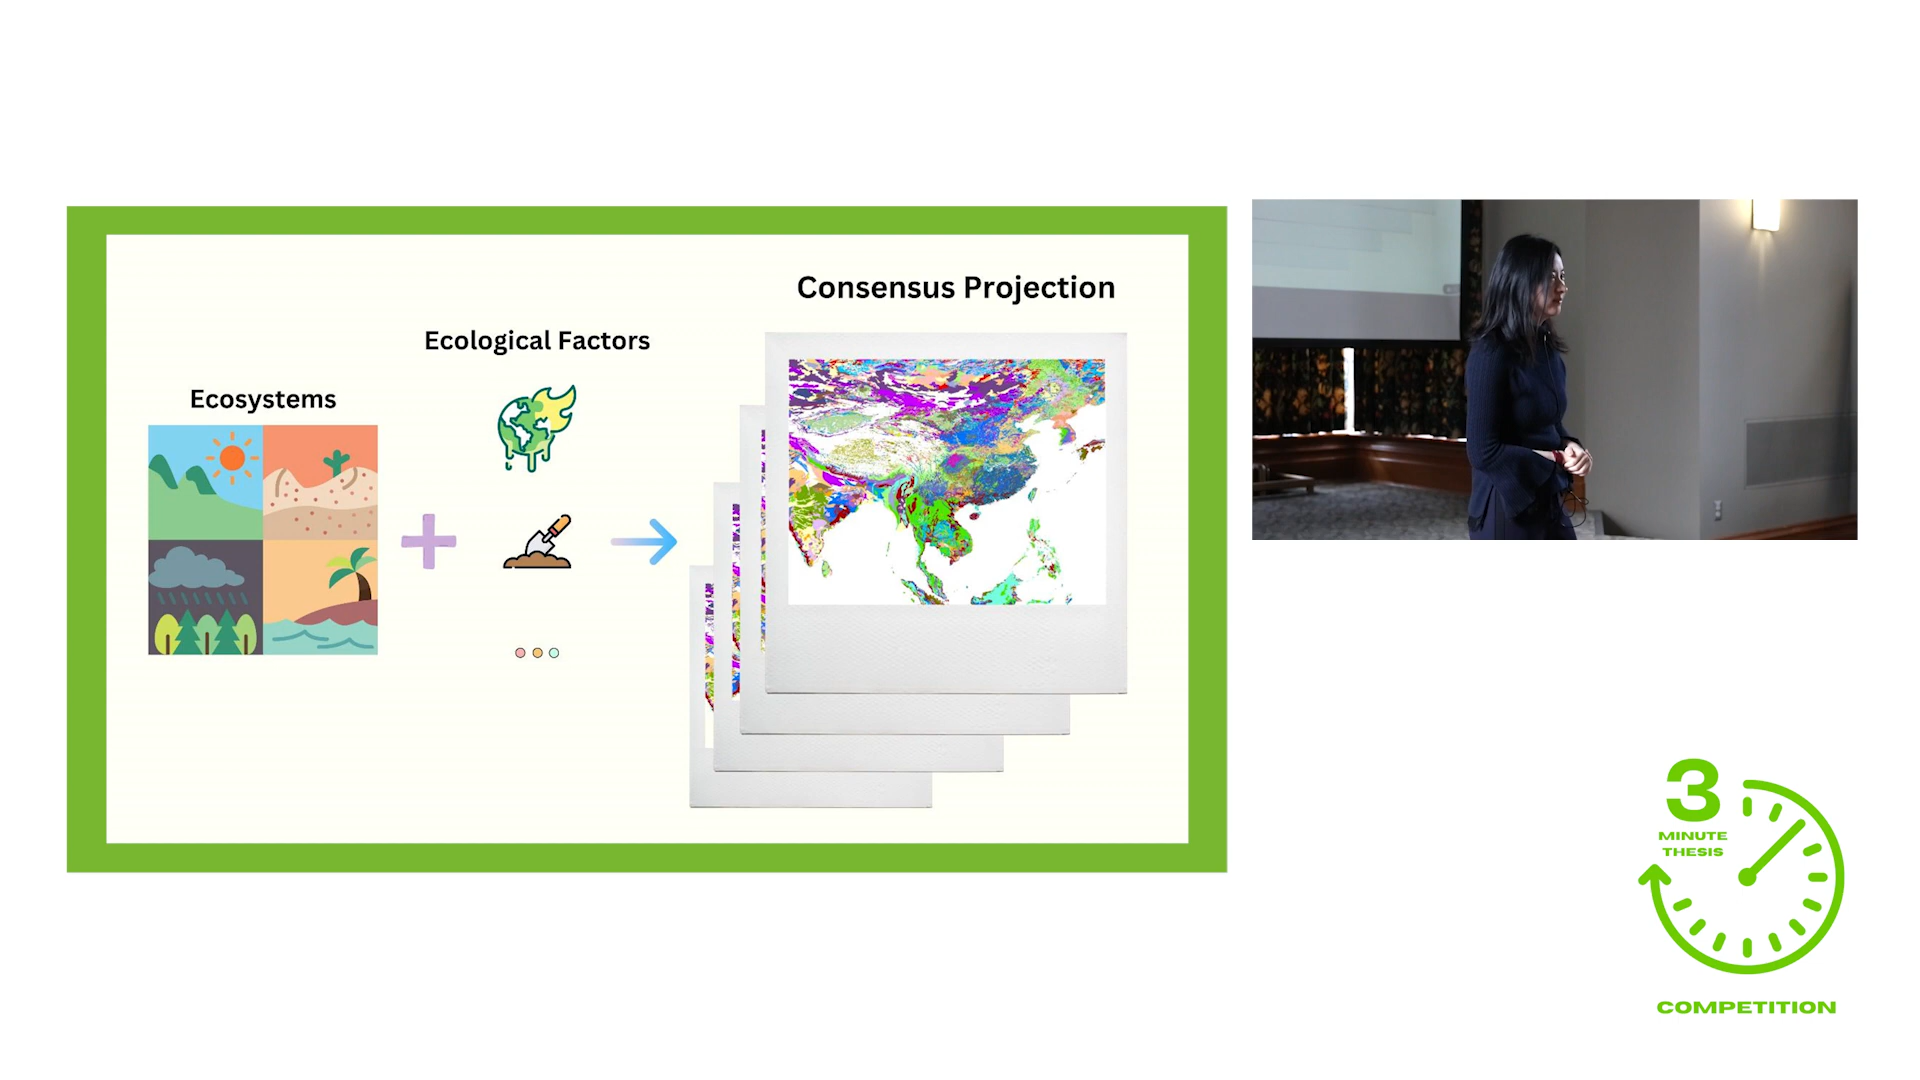 Consensus Projection
Ecological Factors
Ecosystems
3
MINUTE
THESIS
COMPETITION